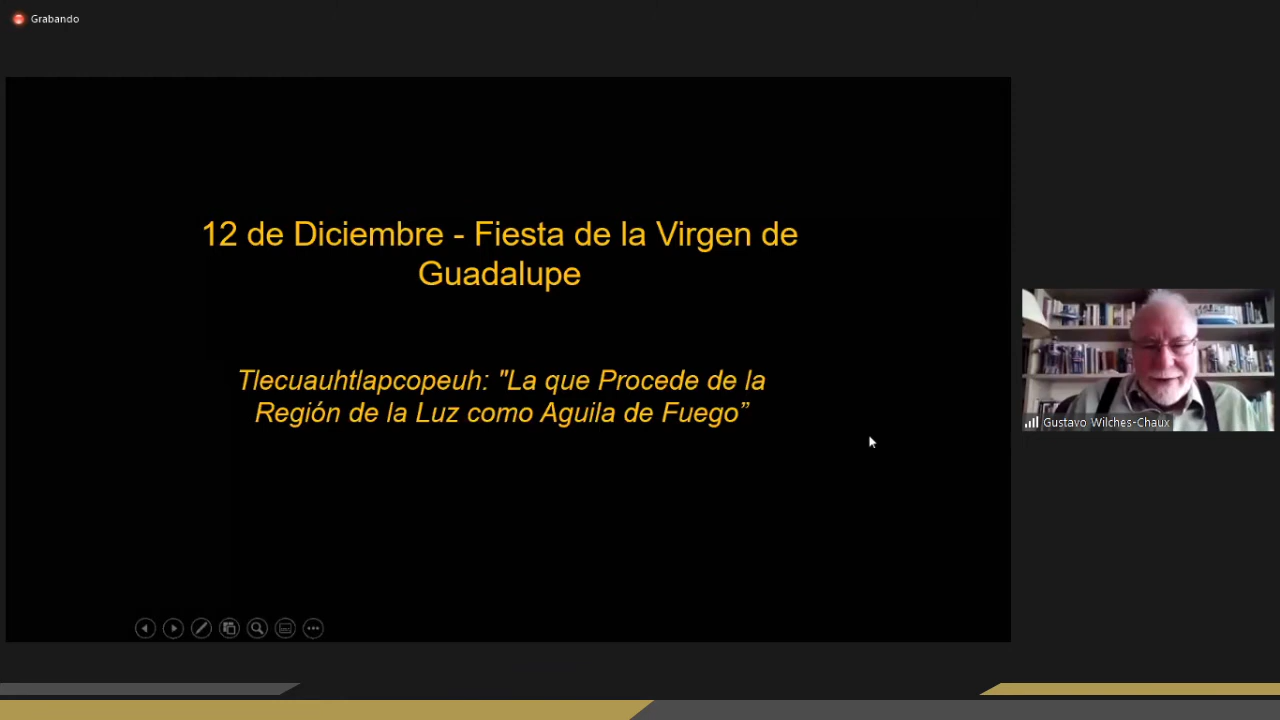 Grabando
12 de Diciembre - Fiesta de la Virgen de
Guadalupe
Tlecuauhtlapcopeuh: "La que Procede de la
Región de la Luz como Aguila de Fuego”
Gustavo Wilches-Chaux